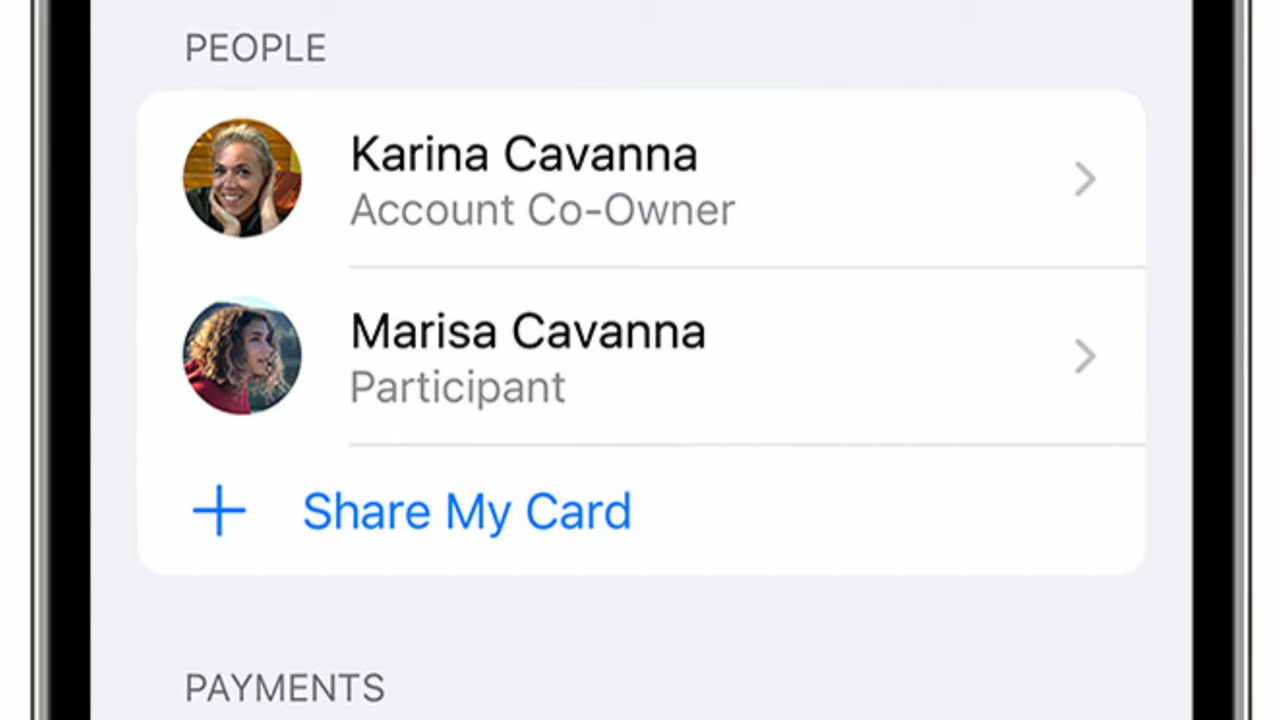 PEOPLE
Karina Cavanna
Account Co-Owner
Marisa Cavanna
Participant
Share My Card
PAYMENTS